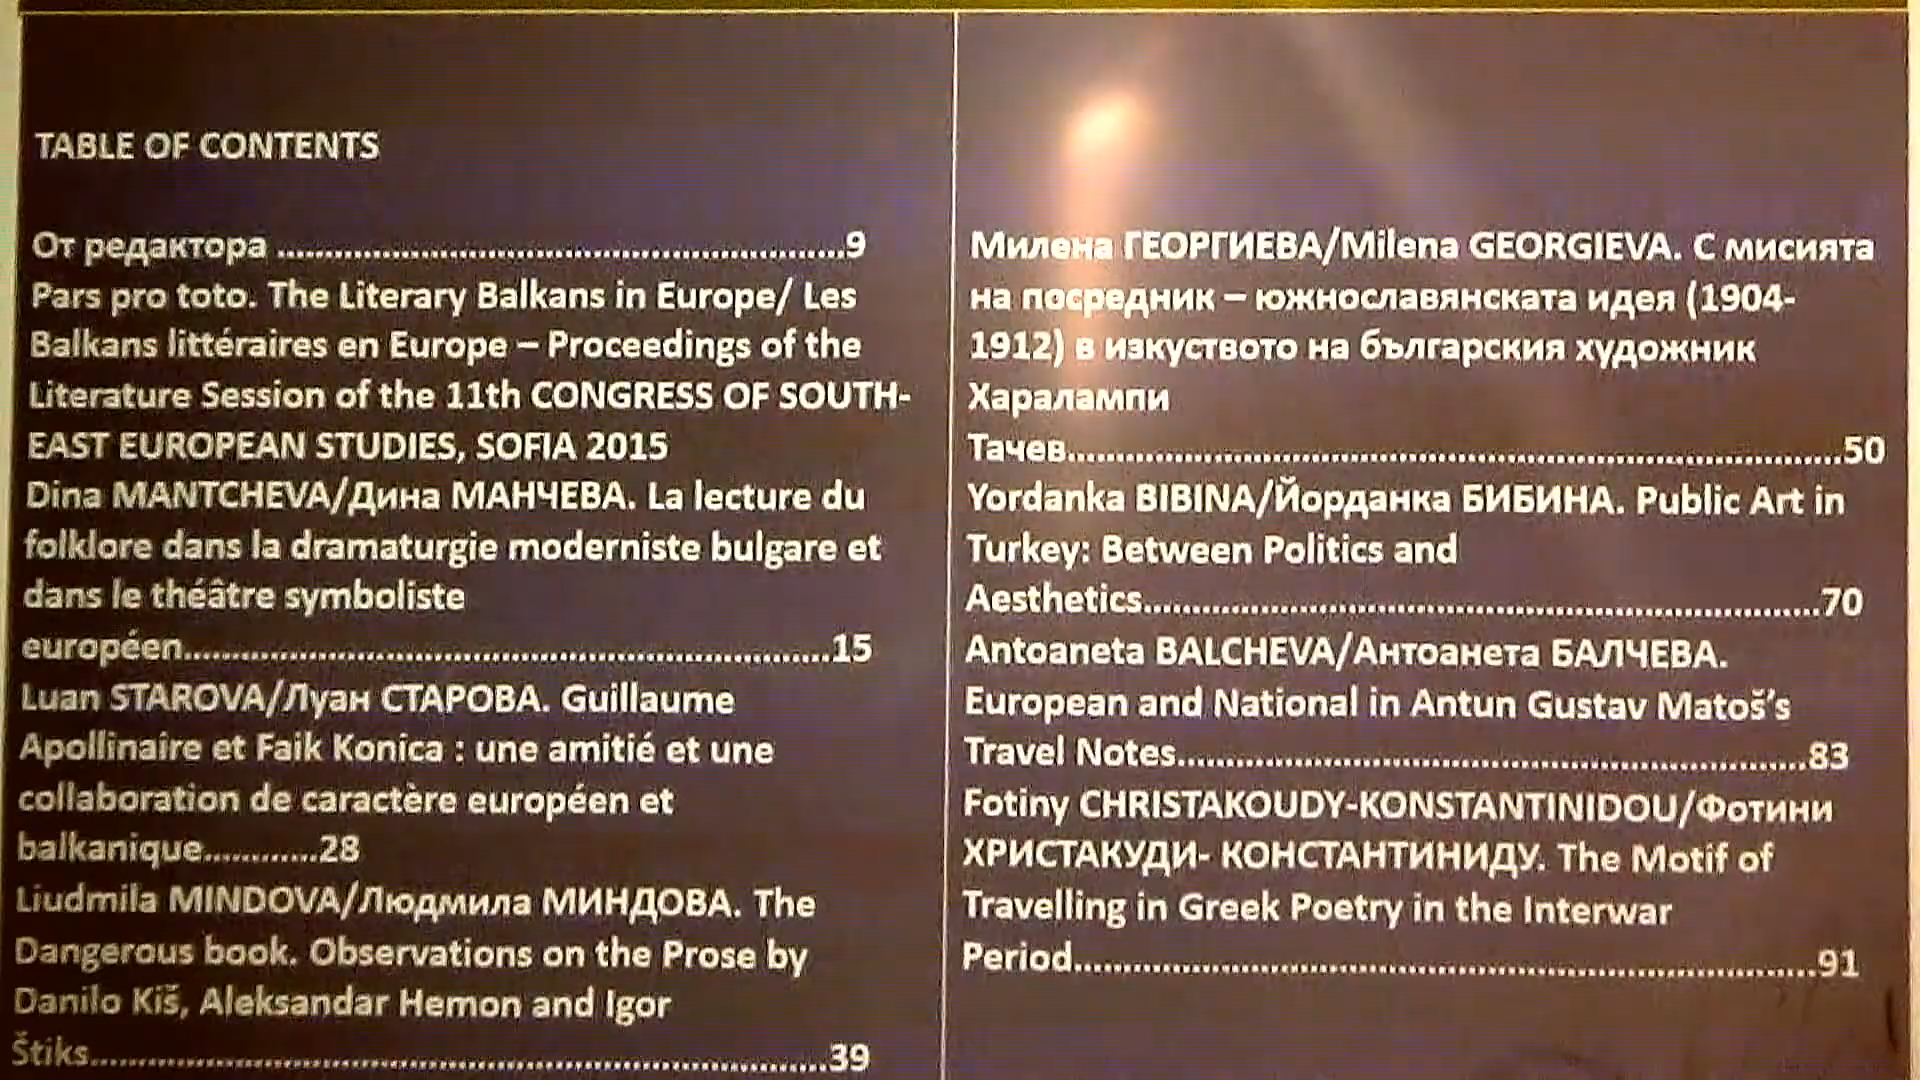 TABLE OF CONTENTS
От редактора ............................................................9
Pars pro toto. The Literary Balkans in Europe/ Les
Balkans littéraires en Europe – Proceedings of the
Literature Session of the 11th CONGRESS OF SOUTH-
EAST EUROPEAN STUDIES, SOFIA 2015
Dina MANTCHEVA/Дина МАНЧЕВА. La lecture du
folklore dans la dramaturgie moderniste bulgare et
dans le théâtre symboliste
européen....................................................................15
Luan STAROVA/Луан СТАРОВА. Guillaume
Apollinaire et Faik Konica : une amitié et une
collaboration de caractère européen et
balkanique............28
Liudmila MINDOVA/Людмила МИНДОВА. The
Dangerous book. Observations on the Prose by
Danilo Kiš, Aleksandar Hemon and Igor
Štiks..............................................................................39
Милена ГЕОРГИЕВА/Milena GEORGIEVA. С мисията
на посредник – южнославянската идея (1904-
1912) в изкуството на българския художник
Харалампи
Тачев.................................................................................50
Yordanka BIBINA/Йорданка БИБИНА. Public Art in
Turkey: Between Politics and
Aesthetics.......................................................................70
Antoaneta BALCHEVA/Антоанета БАЛЧЕВА.
European and National in Antun Gustav Matoš’s
Travel Notes..................................................................83
Fotiny CHRISTAKOUDY-KONSTANTINIDOU/Фотини
ХРИСТАКУДИ- КОНСТАНТИНИДУ. The Motif of
Travelling in Greek Poetry in the Interwar
Period..............................................................................91